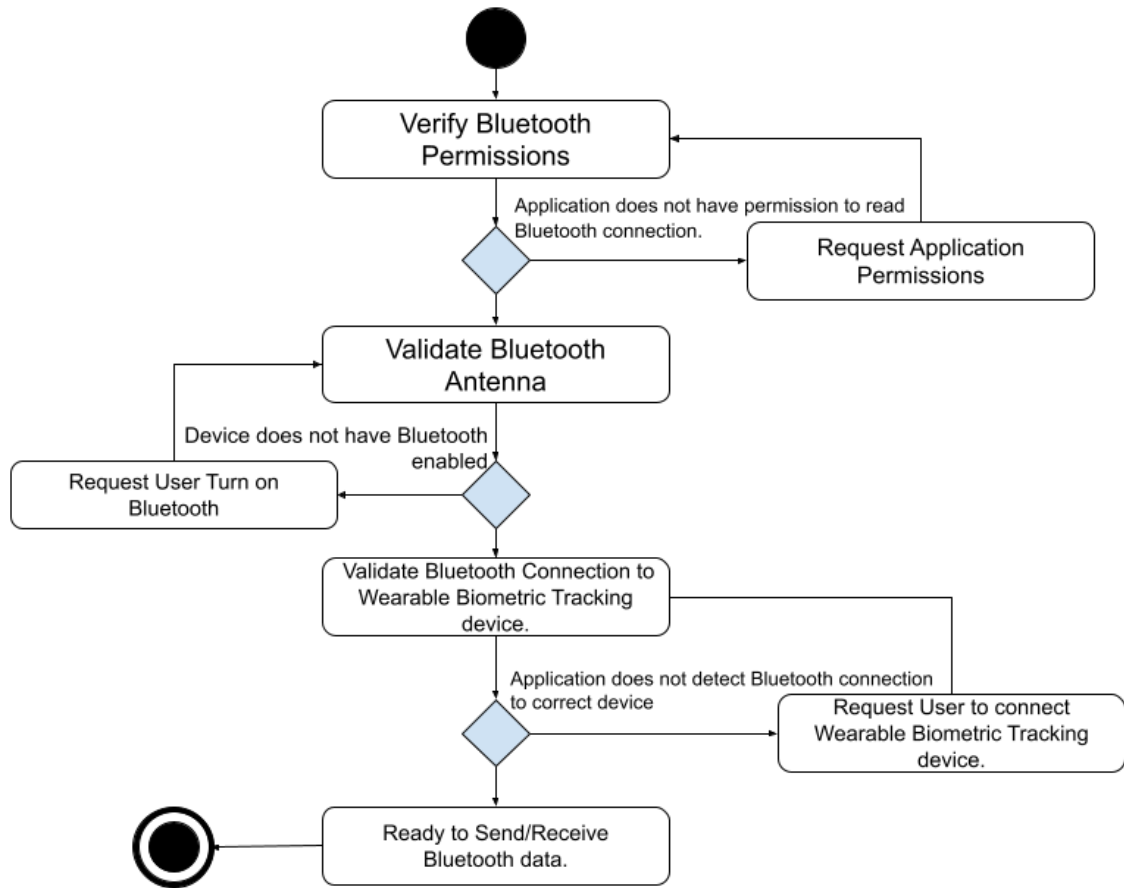 Verify Bluetooth
Permissions
Application does not have permission to read
Bluetooth connection.
Request Application
Permissions
Validate Bluetooth
Antenna
Device does not have Bluetooth
enabled
Request User Turn on
Bluetooth
Validate Bluetooth Connection to
Wearable Biometric Tracking
device.
Application does not detect Bluetooth connection
to correct device
Request User to connect
Wearable Biometric Tracking
device.
Ready to Send/Receive
Bluetooth data.